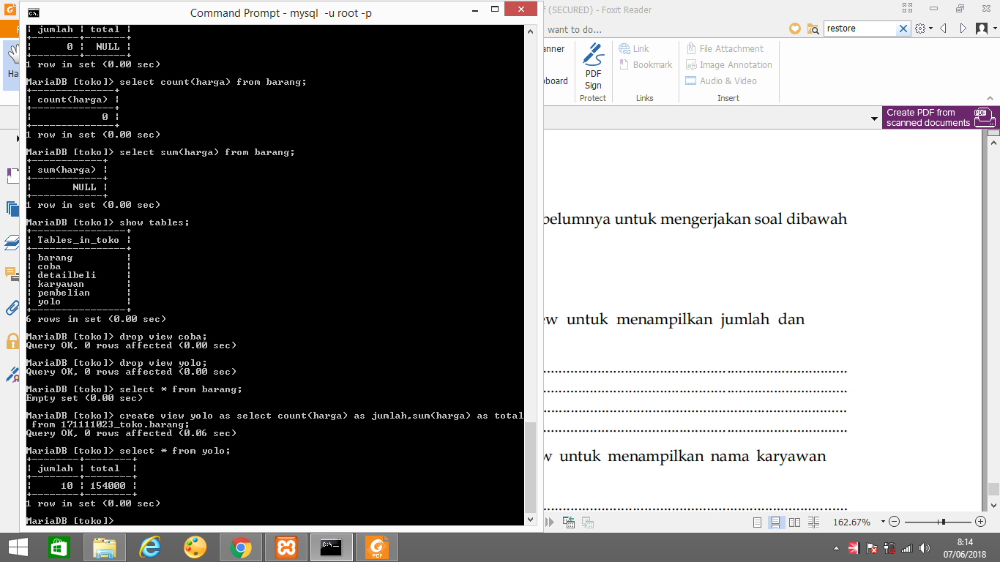 Command Prompt - mysql -u root -p
¦ jumlah ¦ total ¦
+--------+-------+
¦      0 ¦  NULL ¦
+--------+-------+
1 row in set (0.00 sec)
MariaDB [toko]> select count(harga) from barang;
+--------------+
¦ count(harga) ¦
+--------------+
¦            0 ¦
+--------------+
1 row in set (0.00 sec)
MariaDB [toko]> select sum(harga) from barang;
+------------+
¦ sum(harga) ¦
+------------+
¦       NULL ¦
+------------+
1 row in set (0.00 sec)
MariaDB [toko]> show tables;
+----------------+
¦ Tables_in_toko ¦
+----------------+
¦ barang         ¦
¦ coba           ¦
¦ detailbeli     ¦
¦ karyawan       ¦
¦ pembelian      ¦
¦ yolo           ¦
+----------------+
6 rows in set (0.00 sec)
MariaDB [toko]> drop view coba;
Query OK, 0 rows affected (0.00 sec)
MariaDB [toko]> drop view yolo;
Query OK, 0 rows affected (0.00 sec)
MariaDB [toko]> select * from barang;
Empty set (0.00 sec)
MariaDB [toko]> create view yolo as select count(harga) as jumlah,sum(harga) as total
from 171111023_toko.barang;
Query OK, 0 rows affected (0.06 sec)
MariaDB [toko]> select * from yolo;
+--------+--------+
¦ jumlah ¦ total  ¦
+--------+--------+
¦     10 ¦ 154000 ¦
+--------+--------+
1 row in set (0.00 sec)
MariaDB [toko]>
f (SECURED) - Foxit Reader
want to do...
restore
anner
Link
File Attachment
Bookmark
Image Annotation
pboard
PDF
Sign
Audio & Video
Protect
Links
Insert
Ha
Create PDF from
scanned documents
PDF
belumnya untuk mengerjakan soal dibawah
ew untuk menampilkan jumlah dan
w untuk menampilkan nama karyawan
162.67%
PDF
8:14
07/06/2018